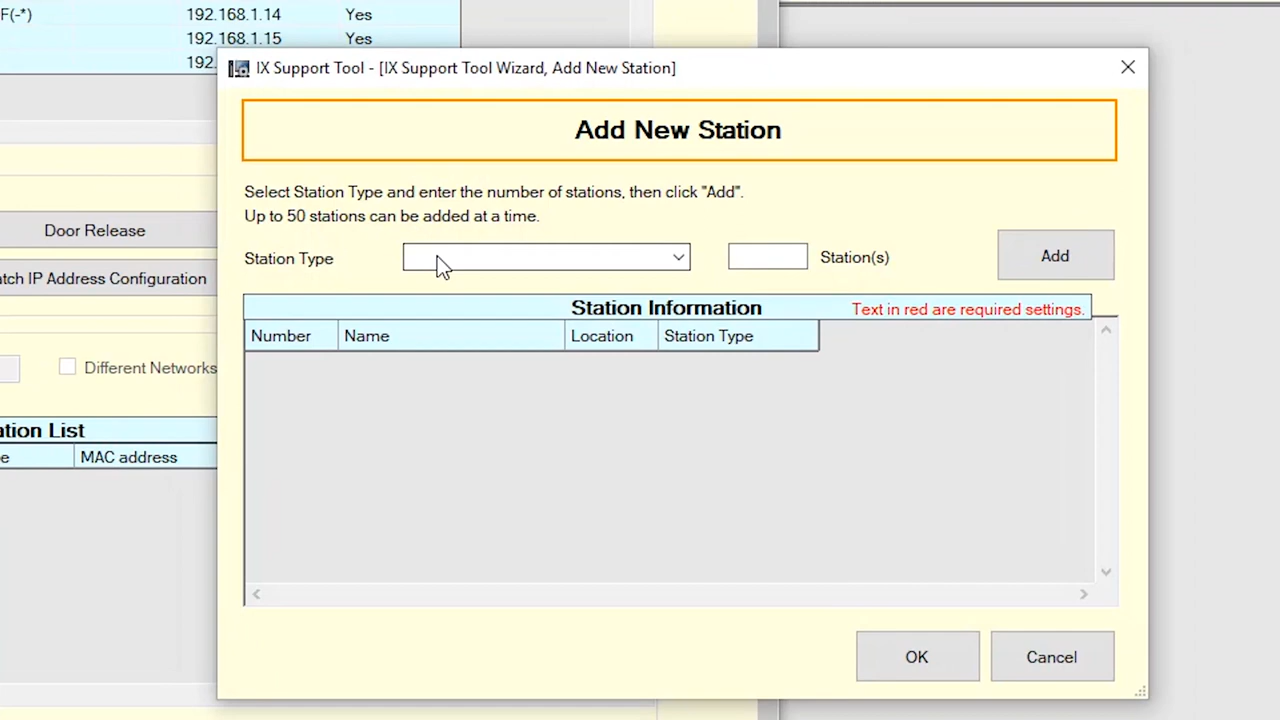 F(-*) 192.168.1.14 Yes
192.168.1.15 Yes
192. Yes
IX Support Tool - [IX Support Tool Wizard, Add New Station]
Add New Station
Select Station Type and enter the number of stations, then click "Add".
Up to 50 stations can be added at a time.
Station Type Station(s) Add
Station Information Text in red are required settings.
Number Name Location Station Type
OK Cancel
Door Release
atch IP Address Configuration
Different Networks
ation List
e MAC address